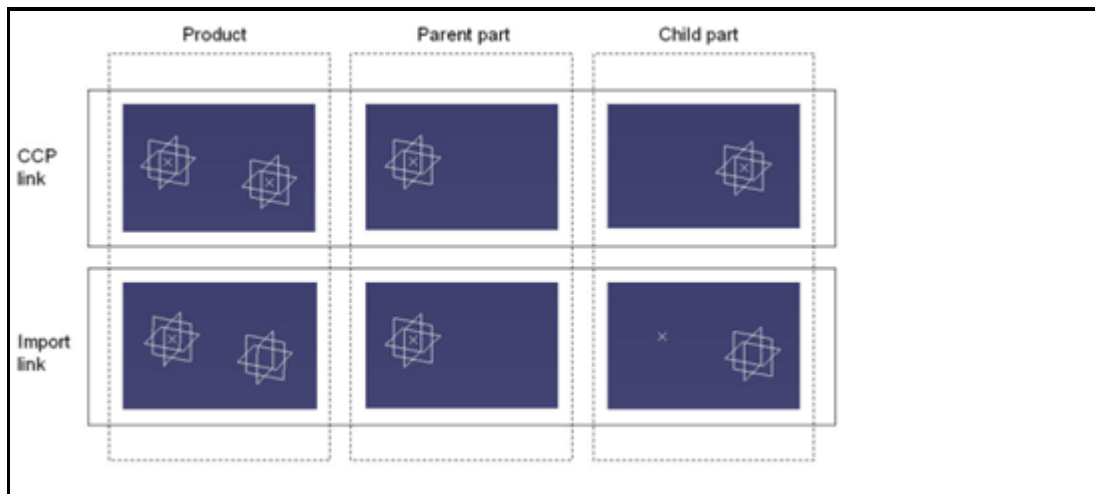 Product
Parent part
Child part
CCP
link
Import
link